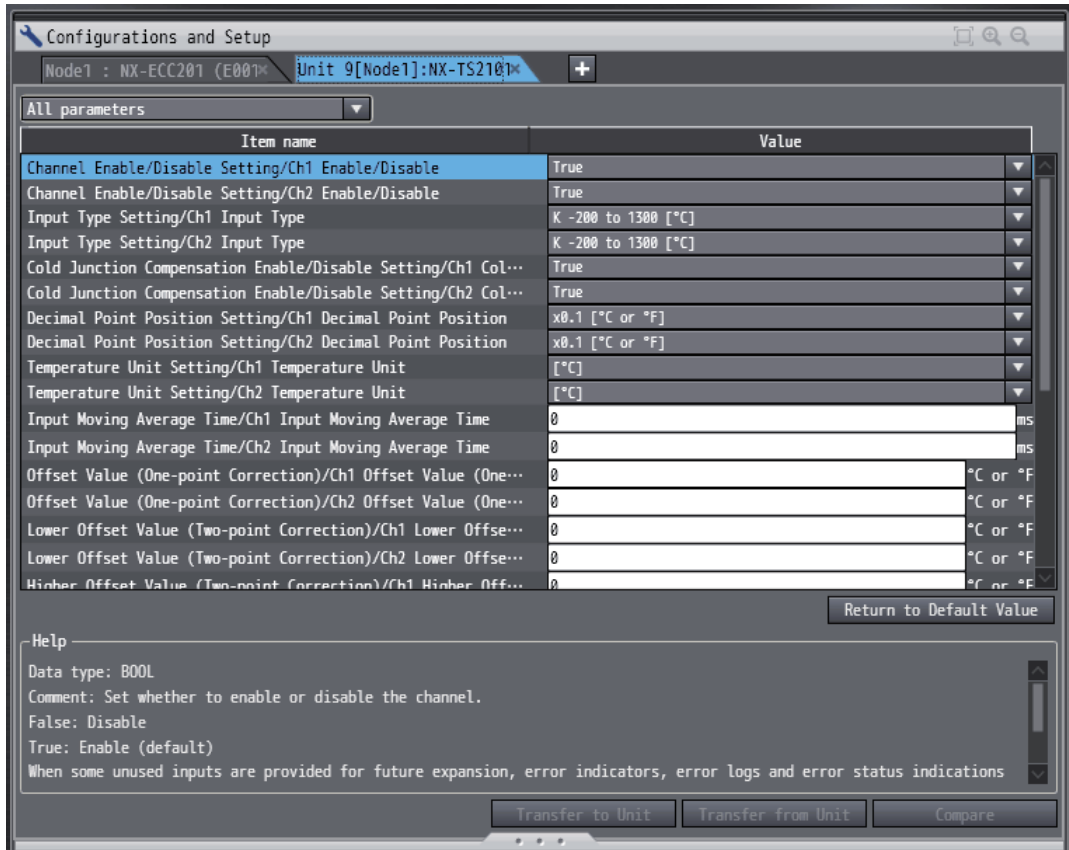 Configurations and Setup
Node1 : NX-ECC201 (E001
Unit 9[Node1]:NX-TS2101
All parameters
Item name Value
Channel Enable/Disable Setting/Ch1 Enable/Disable True
Channel Enable/Disable Setting/Ch2 Enable/Disable True
Input Type Setting/Ch1 Input Type K -200 to 1300 [°C]
Input Type Setting/Ch2 Input Type K -200 to 1300 [°C]
Cold Junction Compensation Enable/Disable Setting/Ch1 Col··· True
Cold Junction Compensation Enable/Disable Setting/Ch2 Col··· True
Decimal Point Position Setting/Ch1 Decimal Point Position x0.1 [°C or °F]
Decimal Point Position Setting/Ch2 Decimal Point Position x0.1 [°C or °F]
Temperature Unit Setting/Ch1 Temperature Unit [°C]
Temperature Unit Setting/Ch2 Temperature Unit [°C]
Input Moving Average Time/Ch1 Input Moving Average Time 0 ms
Input Moving Average Time/Ch2 Input Moving Average Time 0 ms
Offset Value (One-point Correction)/Ch1 Offset Value (One··· 0 °C or °F
Offset Value (One-point Correction)/Ch2 Offset Value (One··· 0 °C or °F
Lower Offset Value (Two-point Correction)/Ch1 Lower Offse··· 0 °C or °F
Lower Offset Value (Two-point Correction)/Ch2 Lower Offse··· 0 °C or °F
Higher Offset Value (Two-point Correction)/Ch1 Higher Off··· 0 °C or °F
Return to Default Value
Help
Data type: BOOL
Comment: Set whether to enable or disable the channel.
False: Disable
True: Enable (default)
When some unused inputs are provided for future expansion, error indicators, error logs and error status indications
Transfer to Unit Transfer from Unit Compare